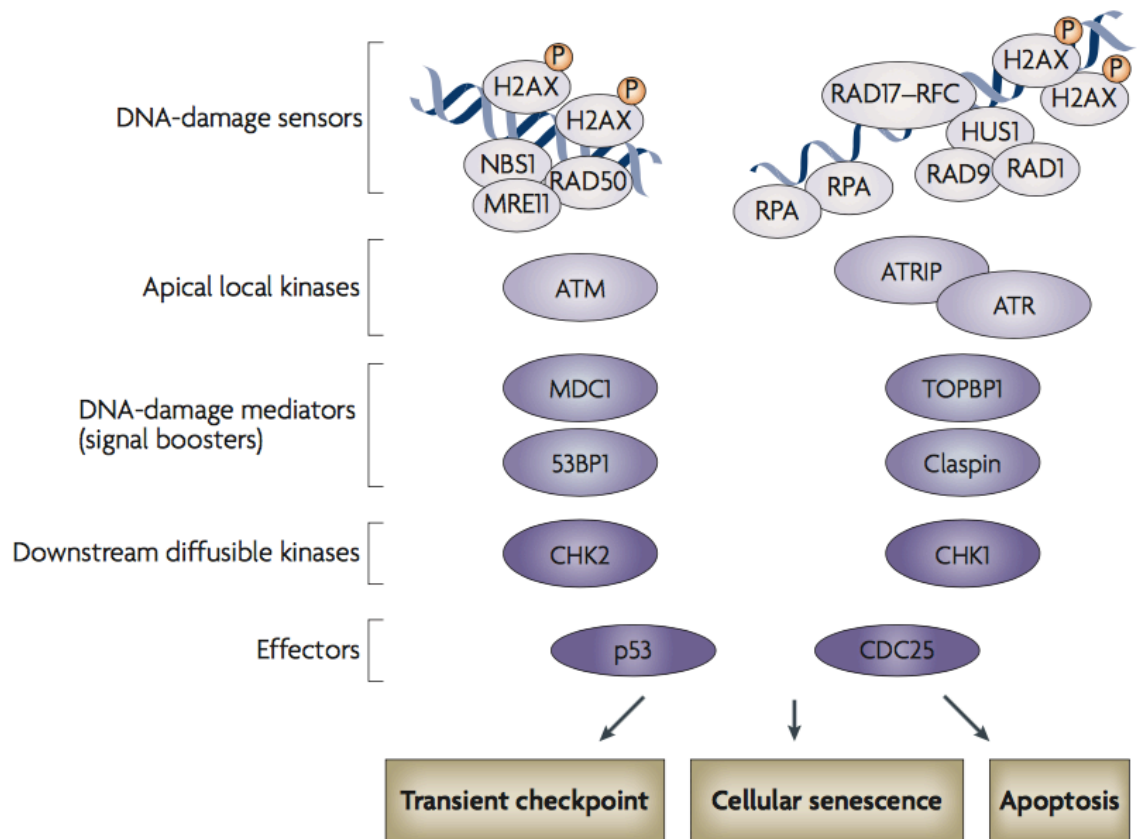 DNA-damage sensors
P
H2AX
P
H2AX
NBS1
RAD50
MRE11
P
H2AX
P
H2AX
RAD17–RFC
HUS1
RAD9
RAD1
RPA
RPA
Apical local kinases
ATM
ATRIP
ATR
DNA-damage mediators
(signal boosters)
MDC1
TOPBP1
53BP1
Claspin
Downstream diffusible kinases
CHK2
CHK1
Effectors
p53
CDC25
Transient checkpoint
Cellular senescence
Apoptosis